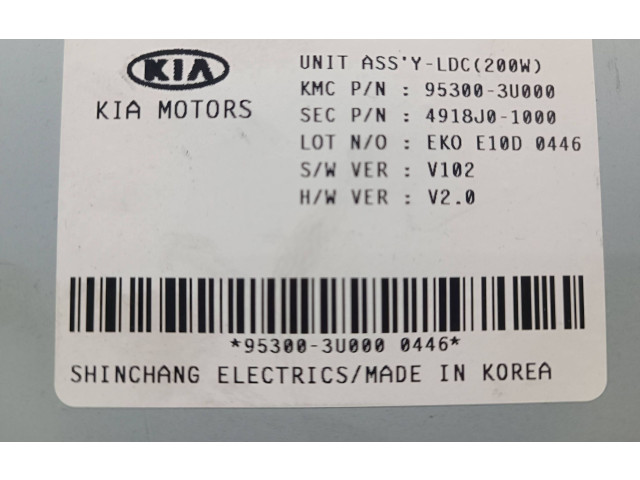 KIA
KIA MOTORS
UNIT ASS'Y-LDC(200W)
KMC P/N : 95300-3U000
SEC P/N : 4918J0-1000
LOT N/O : EKO E10D 0446
S/W VER : V102
H/W VER : V2.0
*95300-3U000 0446*
SHINCHANG ELECTRICS/MADE IN KOREA